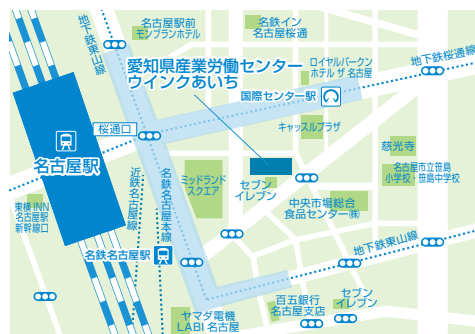 地下鉄東山線
名古屋駅前
モンブランホテル
名鉄イン
名古屋桜通
愛知県産業労働センター
ウインクあいち
ロイヤルパークイン
ホテル ザ 名古屋
地下鉄桜通線
国際センター駅
桜通口
キャッスルプラザ
慈光寺
名古屋駅
名古屋市立笹島
小学校・笹島中学校
ミッドランド
スクエア
セブン
イレブン
近鉄名古屋線
名鉄名古屋本線
東横INN
名古屋駅
新幹線口
中央市場総合
食品センター㈱
名鉄名古屋駅
地下鉄東山線
ヤマダ電機
LABI 名古屋
百五銀行
名古屋支店
セブン
イレブン